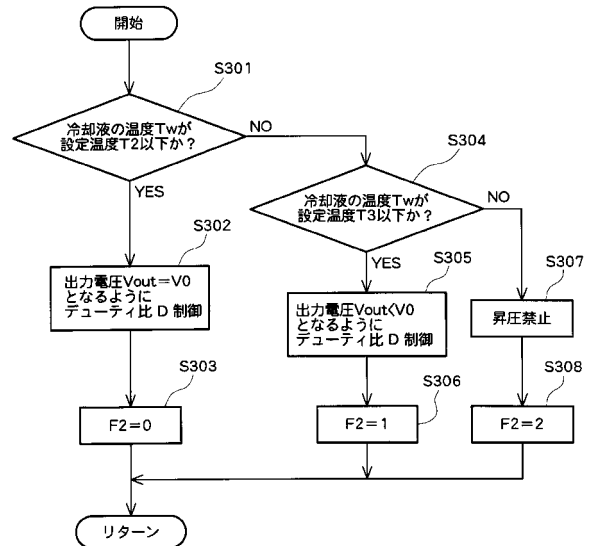 開始
S301
冷却液の温度Twが
設定温度T2以下か？
NO
YES
S304
冷却液の温度Twが
設定温度T3以下か？
NO
YES
S302
出力電圧Vout=V0
となるように
デューティ比 D 制御
S305
出力電圧Vout<V0
となるように
デューティ比 D 制御
S307
昇圧禁止
S303
F2=0
S306
F2=1
S308
F2=2
リターン